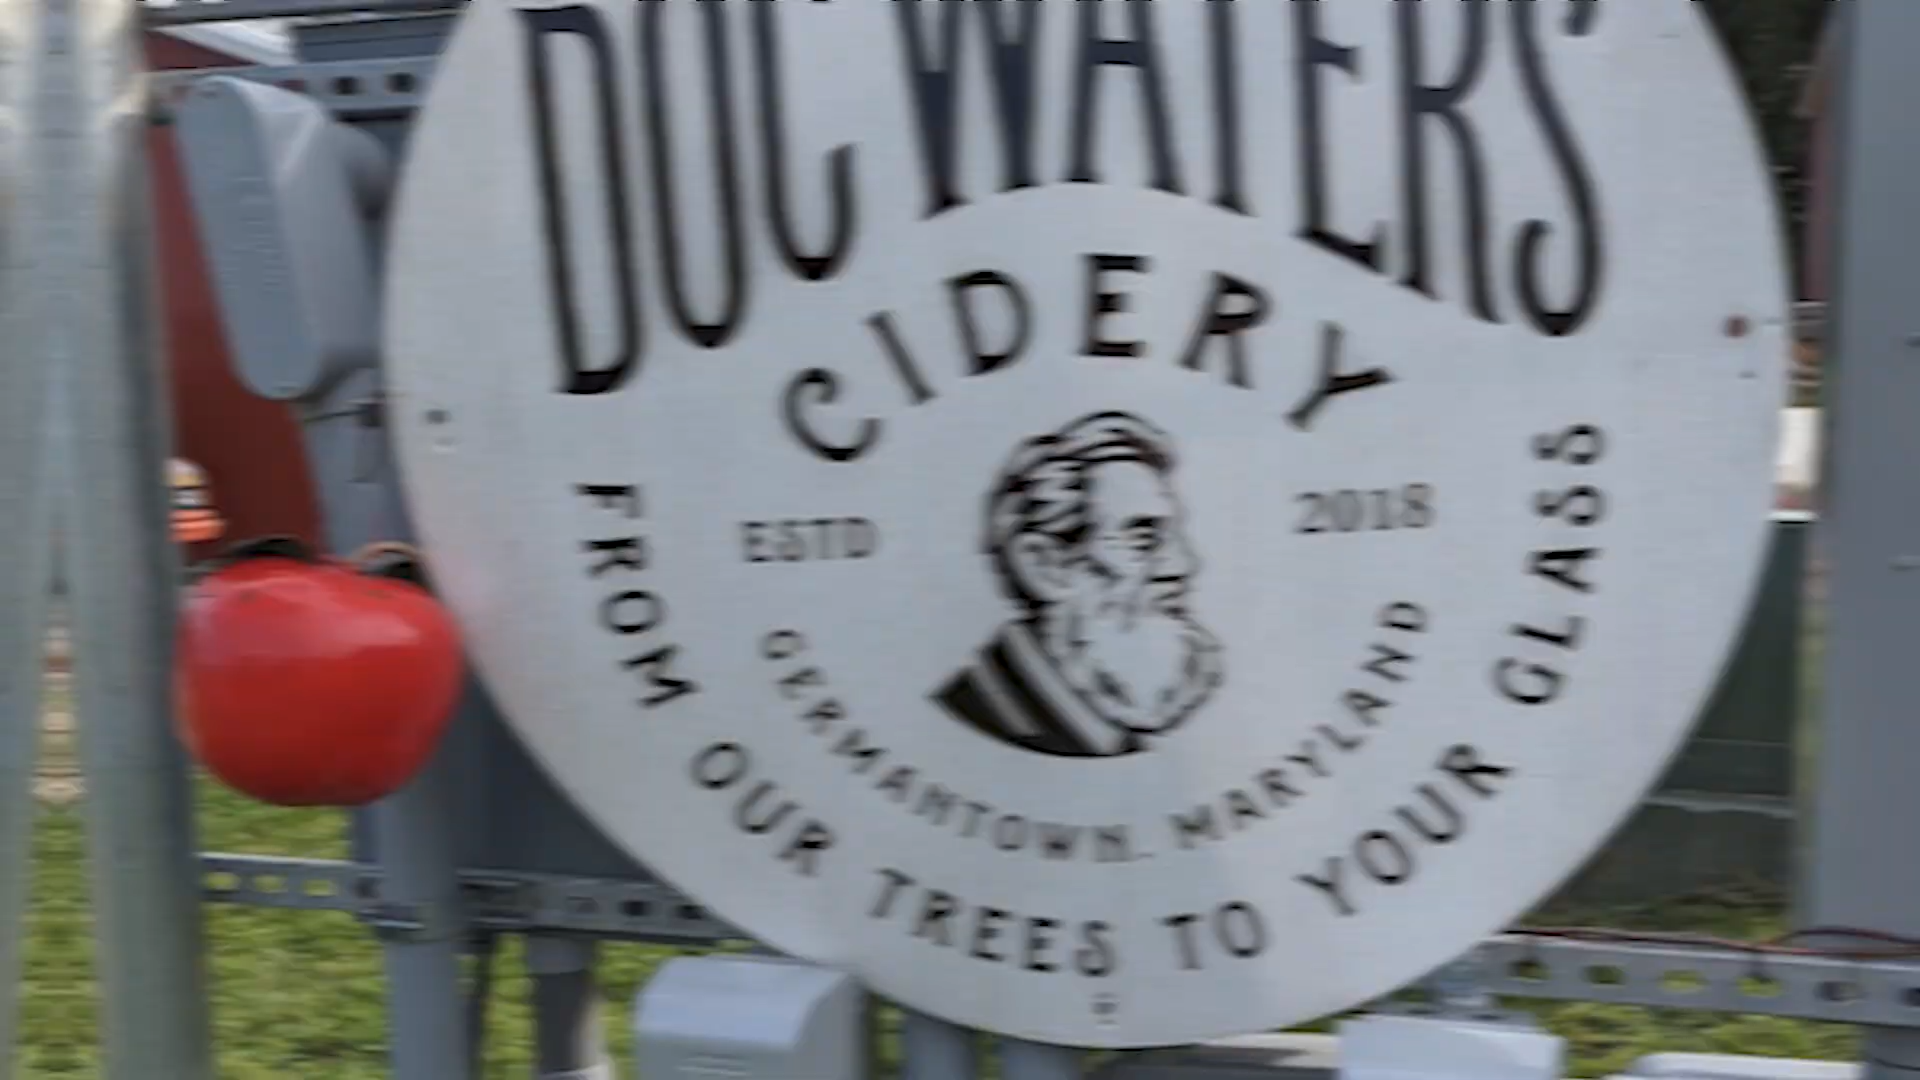 DOC WATERS
CIDERY
ESTD 2018
GERMANTOWN. MARYLAND
FROM OUR TREES TO YOUR GLASS